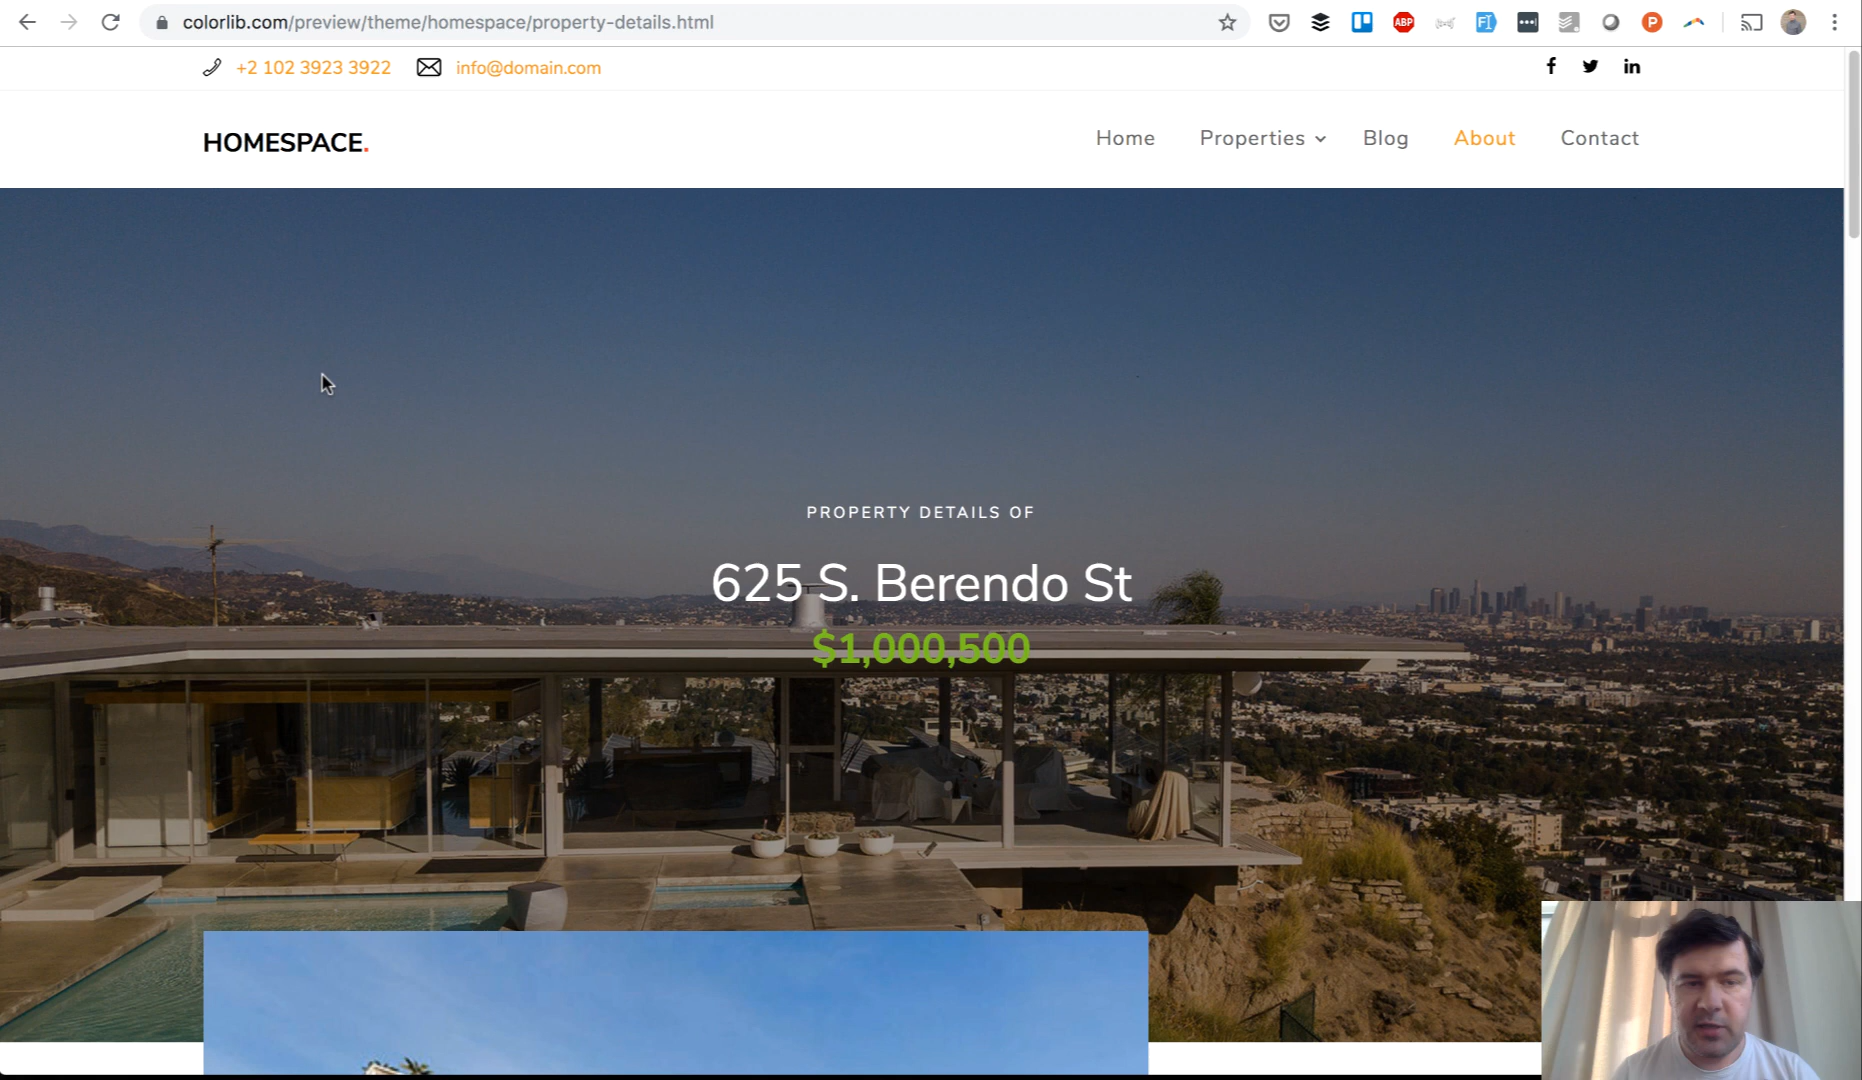 colorlib.com/preview/theme/homespace/property-details.html
ABP
P
+2 102 3923 3922 info@domain.com
HOMESPACE.
Home Properties Blog About Contact
PROPERTY DETAILS OF
625 S. Berendo St
$1,000,500